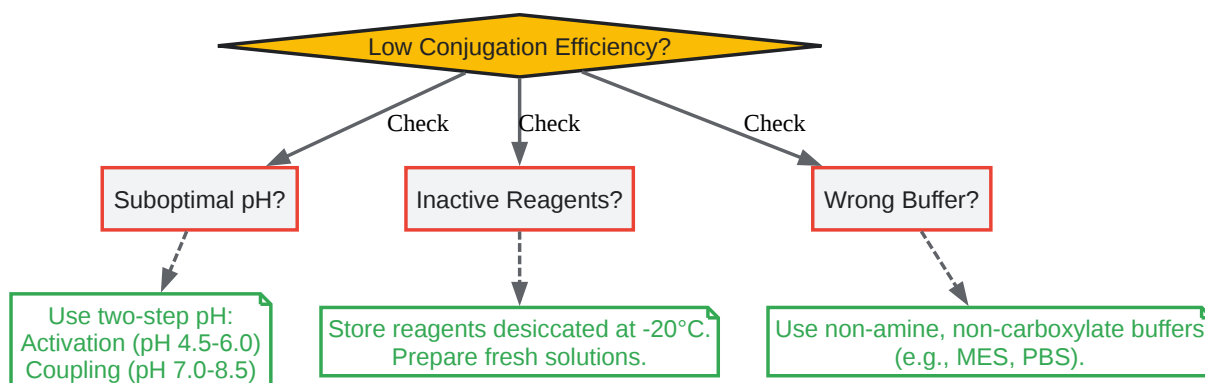 Low Conjugation Efficiency?
Check
Check
Check
Suboptimal pH?
Inactive Reagents?
Wrong Buffer?
Use two-step pH:
Activation (pH 4.5-6.0)
Coupling (pH 7.0-8.5)
Store reagents desiccated at -20°C.
Prepare fresh solutions.
Use non-amine, non-carboxylate buffers
(e.g., MES, PBS).